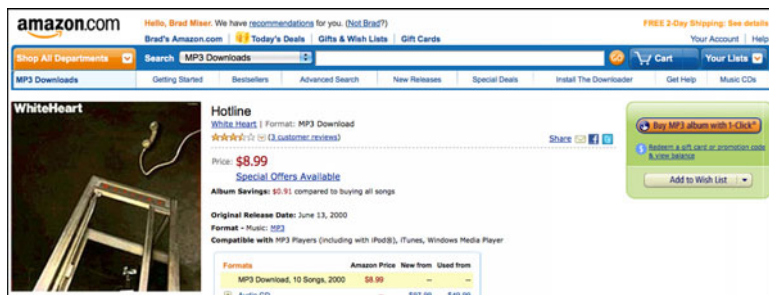 amazon.com
Hello, Brad Miser. We have recommendations for you. (Not Brad?)
FREE 2-Day Shipping: See details
Brad's Amazon.com | Today's Deals | Gifts & Wish Lists | Gift Cards
Your Account | Help
Shop All Departments Search MP3 Downloads GO Cart Your Lists
MP3 Downloads Getting Started Bestsellers Advanced Search New Releases Special Deals Install The Downloader Get Help Music CDs
WhiteHeart
Hotline
White Heart | Format: MP3 Download
(3 customer reviews)
Share
Buy MP3 album with 1-Click®
Redeem a gift card or promotion code & view balance
Add to Wish List
Price: $8.99
Special Offers Available
Album Savings: $0.91 compared to buying all songs
Original Release Date: June 13, 2000
Format - Music: MP3
Compatible with MP3 Players (including with iPod®), iTunes, Windows Media Player
Formats Amazon Price New from Used from
MP3 Download, 10 Songs, 2000 $8.99 -- --